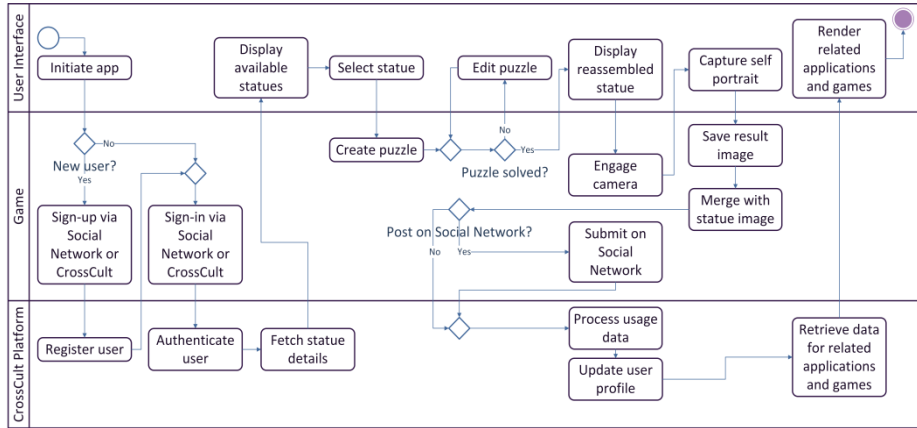 User Interface
Initiate app
Display
available
statues
Select statue
Edit puzzle
Display
reassembled
statue
Capture self
portrait
Render
related
applications
and games
Game
New user?
No
Yes
Sign-up via
Social
Network or
CrossCult
Sign-in via
Social
Network or
CrossCult
Create puzzle
No
Yes
Puzzle solved?
Engage
camera
Save result
image
Merge with
statue image
Post on Social Network?
No
Yes
Submit on
Social
Network
CrossCult Platform
Register user
Authenticate
user
Fetch statue
details
Process usage
data
Update user
profile
Retrieve data
for related
applications
and games